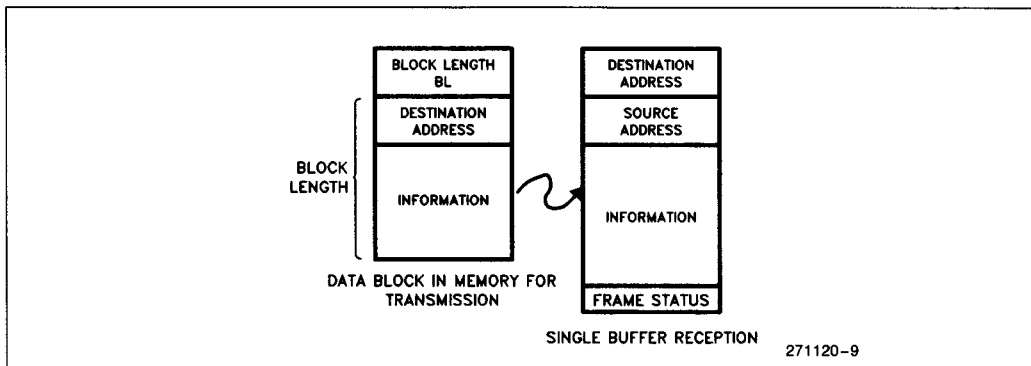 BLOCK LENGTH
BL
DESTINATION
ADDRESS
INFORMATION
BLOCK
LENGTH
DATA BLOCK IN MEMORY FOR
TRANSMISSION
DESTINATION
ADDRESS
SOURCE
ADDRESS
INFORMATION
FRAME STATUS
SINGLE BUFFER RECEPTION
271120-9